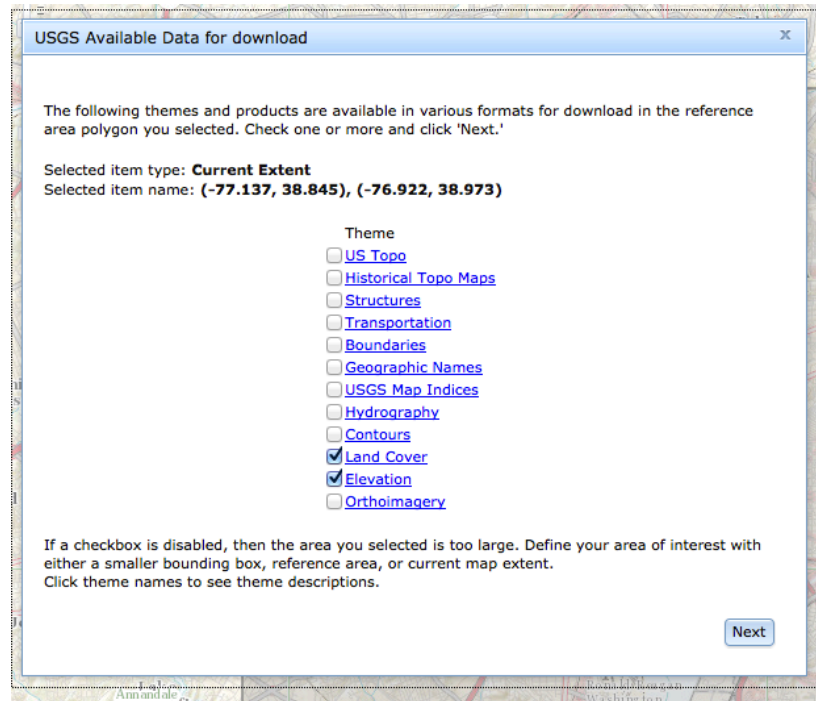 USGS Available Data for download
x
The following themes and products are available in various formats for download in the reference
area polygon you selected. Check one or more and click 'Next.'
Selected item type: Current Extent
Selected item name: (-77.137, 38.845), (-76.922, 38.973)
Theme
US Topo
Historical Topo Maps
Structures
Transportation
Boundaries
Geographic Names
USGS Map Indices
Hydrography
Contours
Land Cover
Elevation
Orthoimagery
If a checkbox is disabled, then the area you selected is too large. Define your area of interest with
either a smaller bounding box, reference area, or current map extent.
Click theme names to see theme descriptions.
Next
Annandale